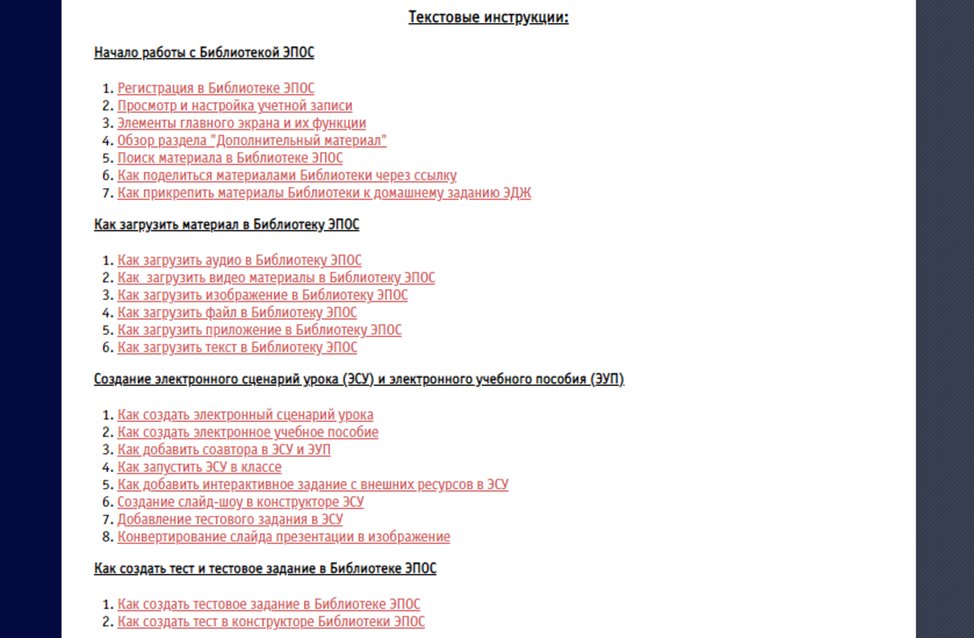 Текстовые инструкции:
Начало работы с Библиотекой ЭПОС
1. Регистрация в Библиотеке ЭПОС
2. Просмотр и настройка учетной записи
3. Элементы главного экрана и их функции
4. Обзор раздела "Дополнительный материал"
5. Поиск материала в Библиотеке ЭПОС
6. Как поделиться материалами Библиотеки через ссылку
7. Как прикрепить материалы Библиотеки к домашнему заданию ЭДЖ
Как загрузить материал в Библиотеку ЭПОС
1. Как загрузить аудио в Библиотеку ЭПОС
2. Как  загрузить видео материалы в Библиотеку ЭПОС
3. Как загрузить изображение в Библиотеку ЭПОС
4. Как загрузить файл в Библиотеку ЭПОС
5. Как загрузить приложение в Библиотеку ЭПОС
6. Как загрузить текст в Библиотеку ЭПОС
Создание электронного сценарий урока (ЭСУ) и электронного учебного пособия (ЭУП)
1. Как создать электронный сценарий урока
2. Как создать электронное учебное пособие
3. Как добавить соавтора в ЭСУ и ЭУП
4. Как запустить ЭСУ в классе
5. Как добавить интерактивное задание с внешних ресурсов в ЭСУ
6. Создание слайд-шоу в конструкторе ЭСУ
7. Добавление тестового задания в ЭСУ
8. Конвертирование слайда презентации в изображение
Как создать тест и тестовое задание в Библиотеке ЭПОС
1. Как создать тестовое задание в Библиотеке ЭПОС
2. Как создать тест в конструкторе Библиотеки ЭПОС